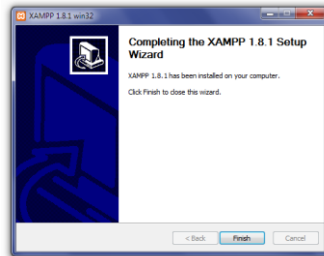 XAMPP 1.8.1 win32
Completing the XAMPP 1.8.1 Setup
Wizard
XAMPP 1.8.1 has been installed on your computer.
Click Finish to close this wizard.
< Back
Finish
Cancel